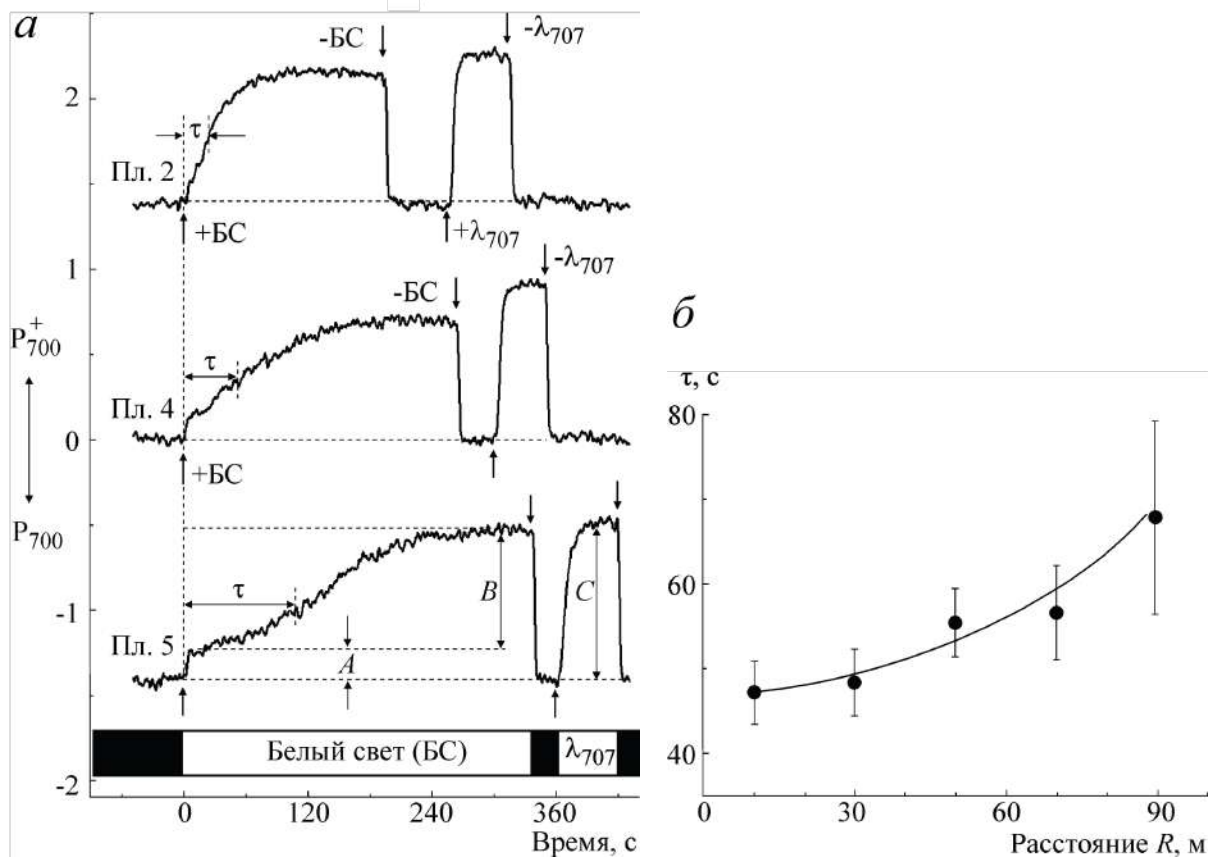 а
2
1
0
-1
-2
P⁺₇₀₀
P₇₀₀
-БС
-λ₇₀₇
τ
Пл. 2
+БС
+λ₇₀₇
-λ₇₀₇
-БС
τ
Пл. 4
+БС
τ
Пл. 5
A
B
C
Белый свет (БС)
λ₇₀₇
0
120
240
360
Время, с
б
τ, с
80
60
40
0
30
60
90
Расстояние R, м